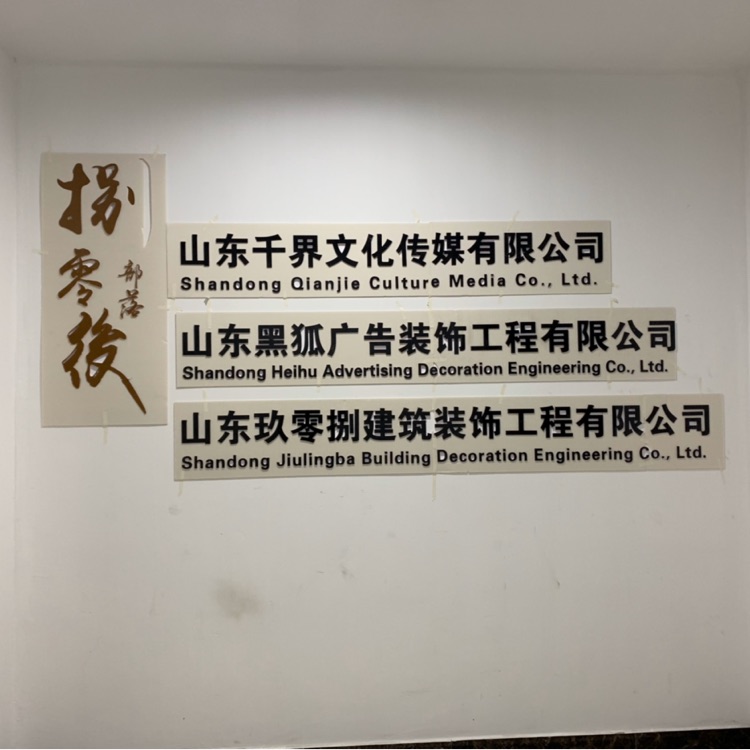 捌零後
部落
山东千界文化传媒有限公司
Shandong Qianjie Culture Media Co., Ltd.
山东黑狐广告装饰工程有限公司
Shandong Heihu Advertising Decoration Engineering Co., Ltd.
山东玖零捌建筑装饰工程有限公司
Shandong Jiulingba Building Decoration Engineering Co., Ltd.